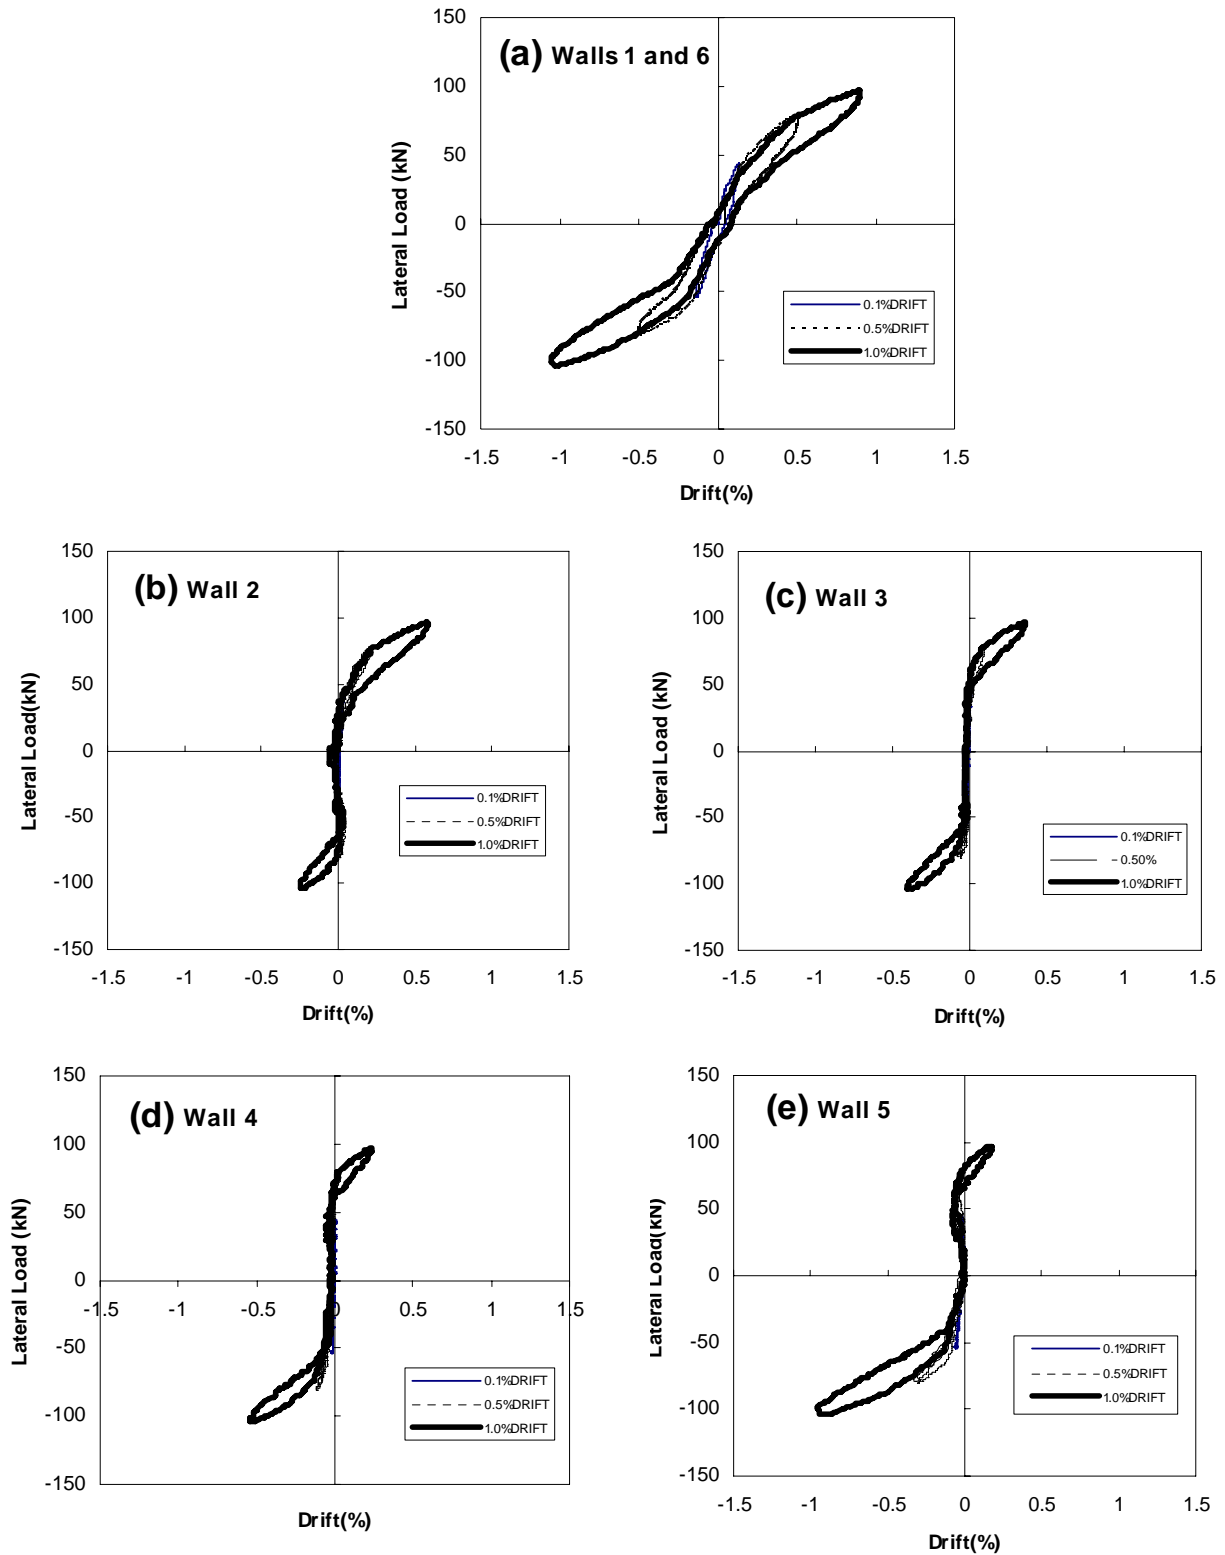 150
100
50
0
-50
-100
-150
-1.5 -1 -0.5 0 0.5 1 1.5
Lateral Load (kN)
Drift(%)
(a) Walls 1 and 6
0.1%DRIFT
0.5%DRIFT
1.0%DRIFT
150
100
50
0
-50
-100
-150
-1.5 -1 -0.5 0 0.5 1 1.5
Lateral Load(kN)
Drift(%)
(b) Wall 2
0.1%DRIFT
0.5%DRIFT
1.0%DRIFT
150
100
50
0
-50
-100
-150
-1.5 -1 -0.5 0 0.5 1 1.5
Lateral Load (kN)
Drift(%)
(c) Wall 3
0.1%DRIFT
0.50%
1.0%DRIFT
150
100
50
0
-50
-100
-150
-1.5 -1 -0.5 0 0.5 1 1.5
Lateral Load (kN)
Drift(%)
(d) Wall 4
0.1%DRIFT
0.5%DRIFT
1.0%DRIFT
150
100
50
0
-50
-100
-150
-1.5 -1 -0.5 0 0.5 1 1.5
Lateral Load(kN)
Drift(%)
(e) Wall 5
0.1%DRIFT
0.5%DRIFT
1.0%DRIFT